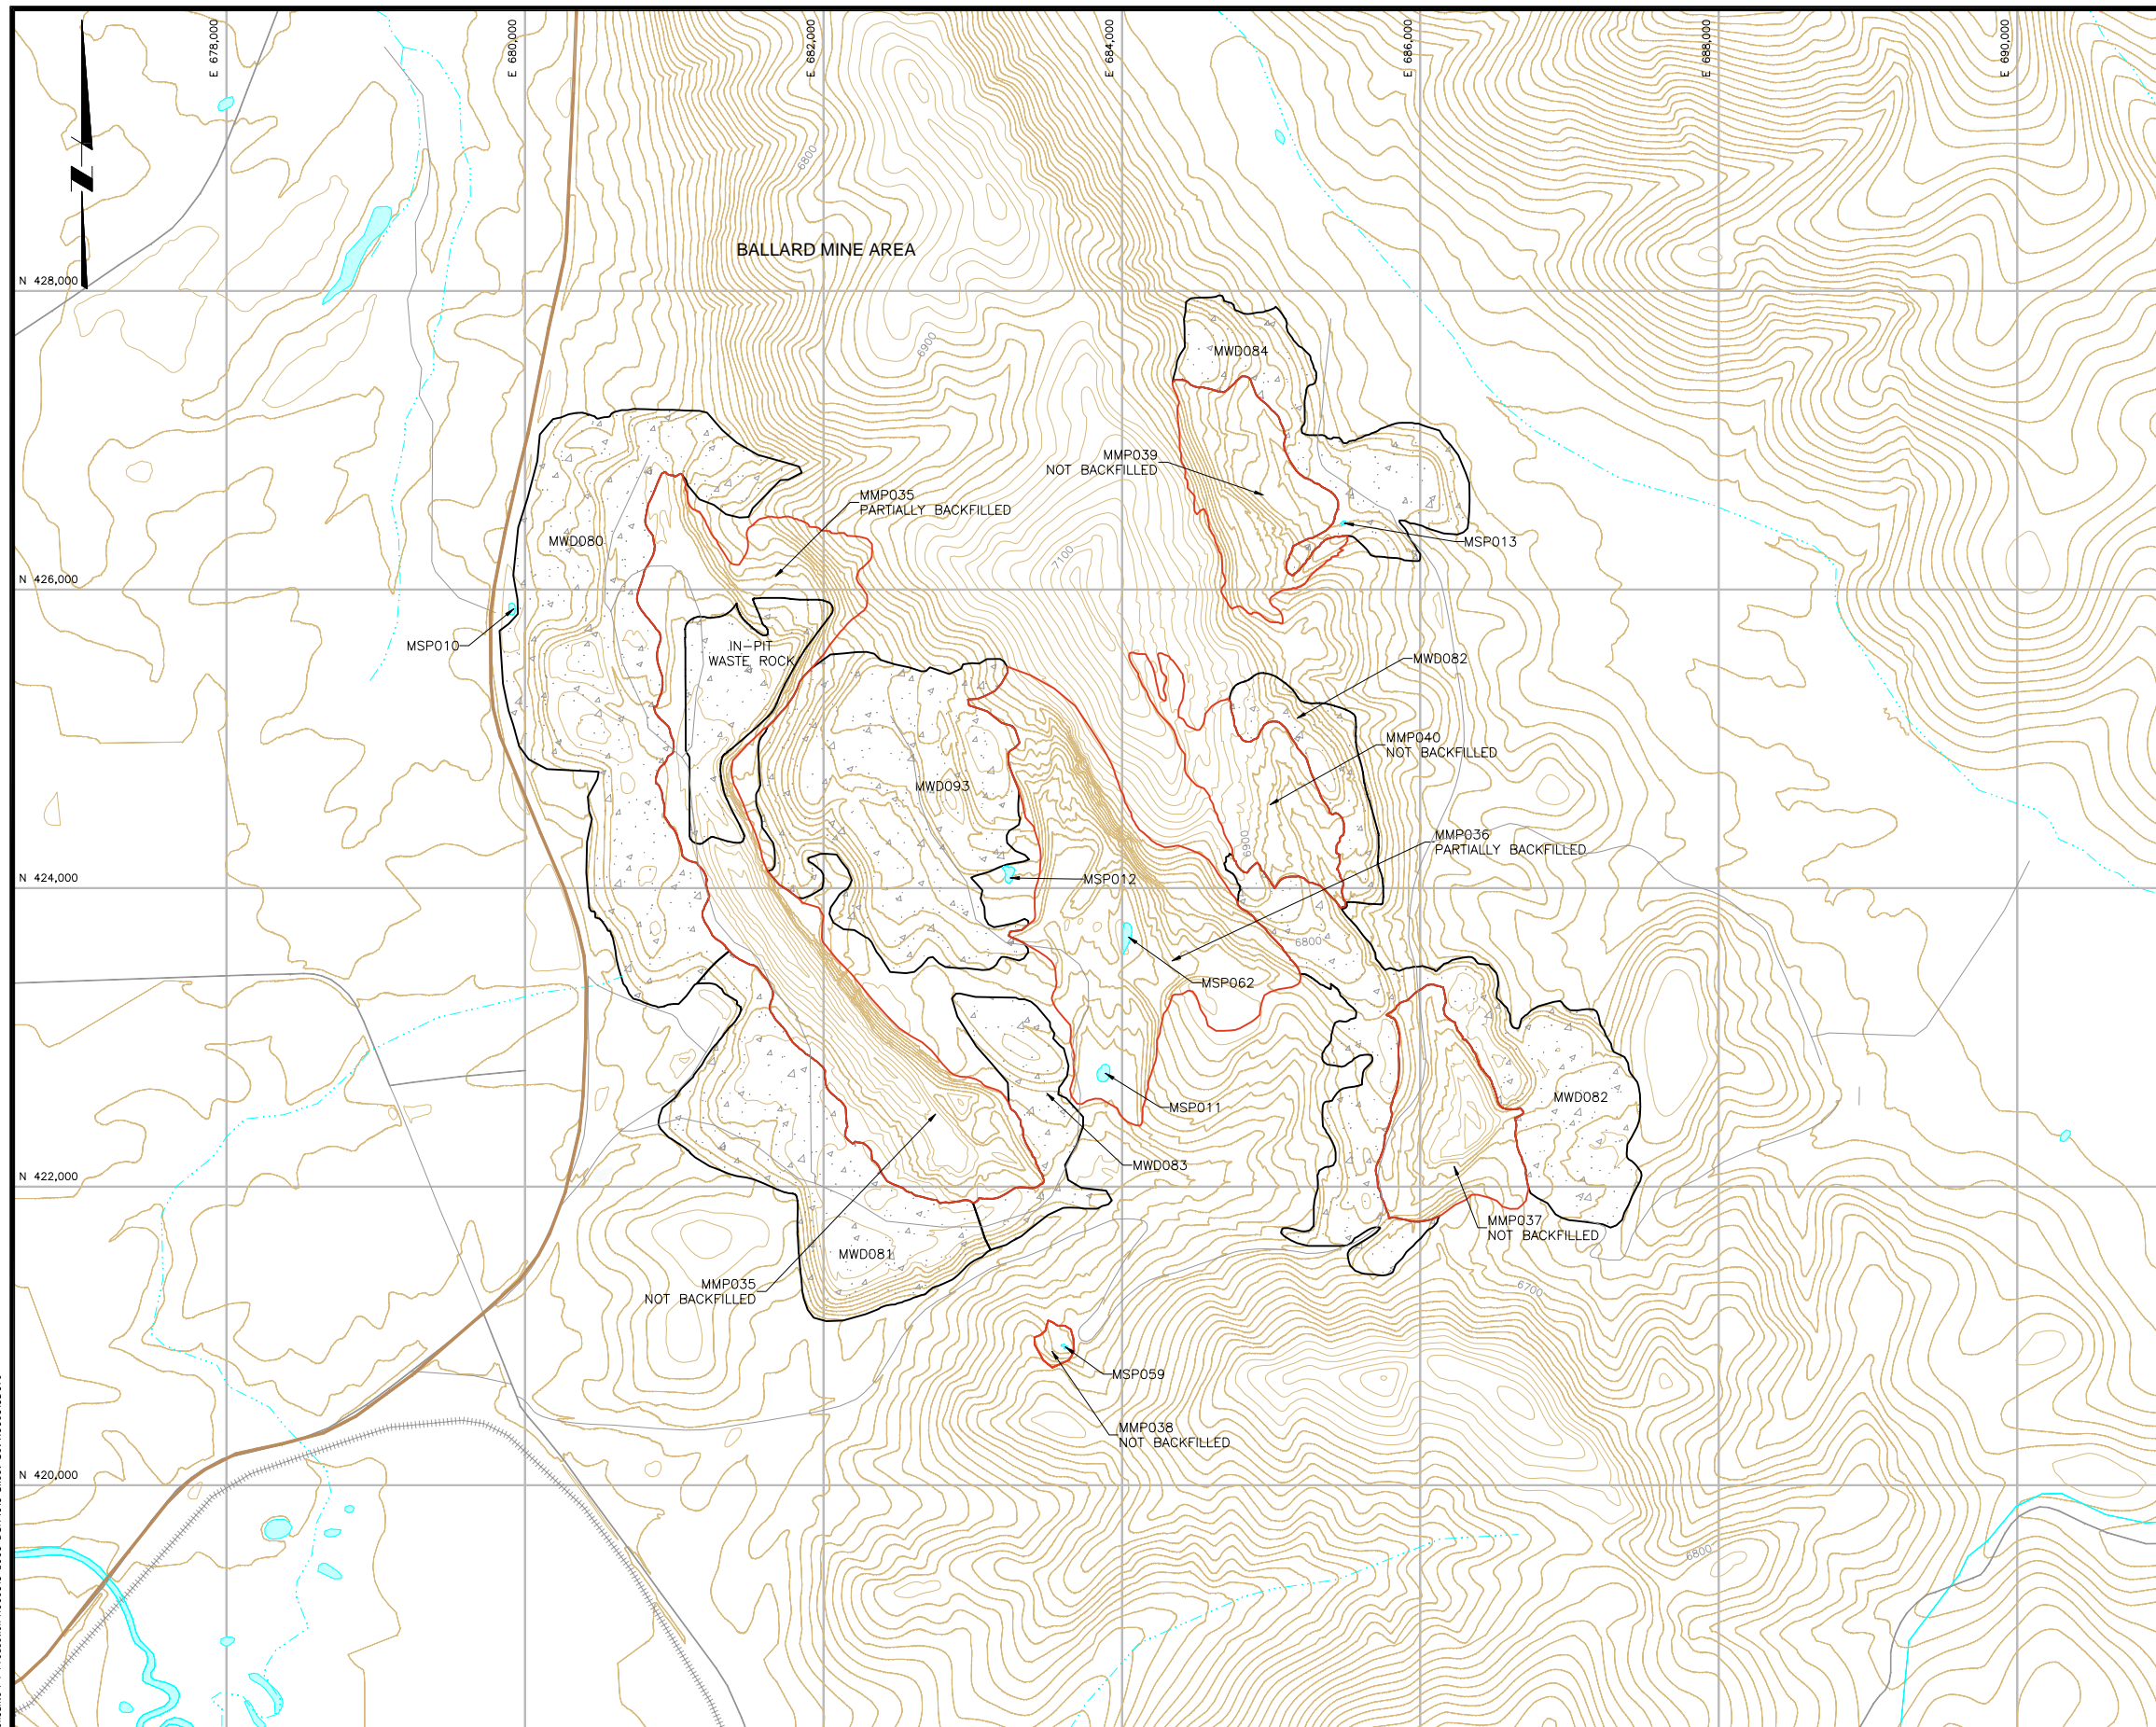 E 678,000
E 680,000
E 682,000
E 684,000
E 686,000
E 688,000
E 690,000
N
6800
BALLARD MINE AREA
N 428,000
6900
MWD084
MMP039
NOT BACKFILLED
MMP035
PARTIALLY BACKFILLED
MWD080
MSP013
7100
N 426,000
MSP010
IN-PIT
WASTE ROCK
MWD082
MMP040
NOT BACKFILLED
MWD093
6900
MMP036
PARTIALLY BACKFILLED
N 424,000
MSP012
6800
MSP062
MWD082
MSP011
MWD083
N 422,000
MMP037
NOT BACKFILLED
MWD081
MMP035
NOT BACKFILLED
6700
MSP059
MMP038
NOT BACKFILLED
N 420,000
6800